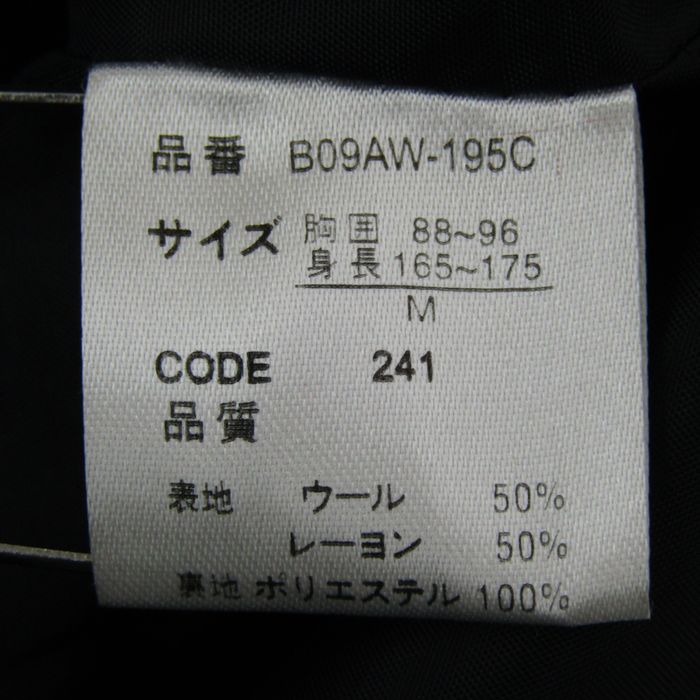 品番 B09AW-195C
サイズ 胸囲 88~96
身長 165~175
M
CODE 241
品質
表地 ウール 50%
レーヨン 50%
裏地 ポリエステル 100%